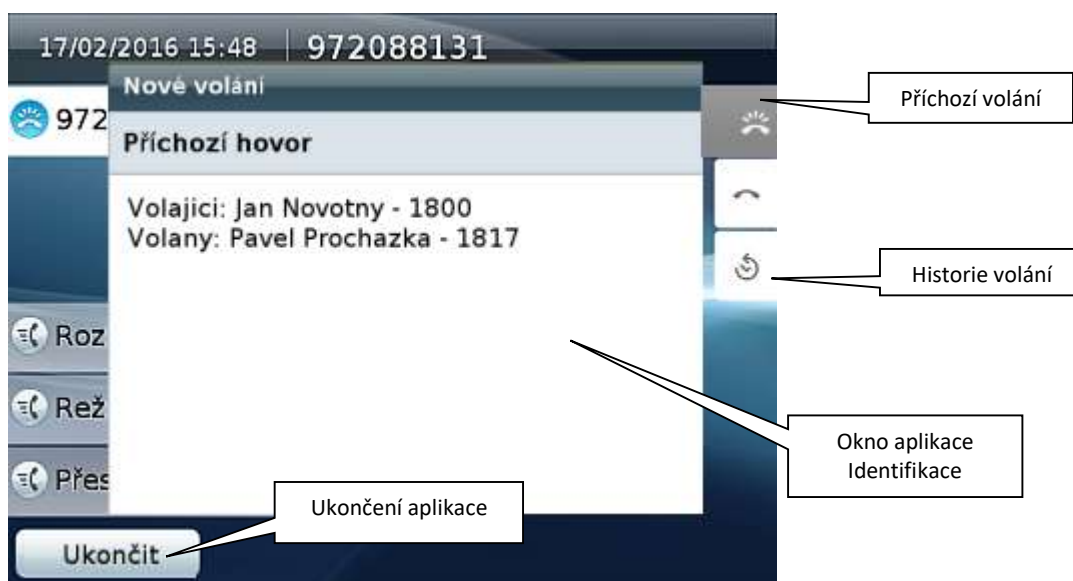 17/02/2016 15:48 972088131
Nové volání
972
Příchozí hovor
Volajici: Jan Novotny - 1800
Volany: Pavel Prochazka - 1817
Roz
Rež
Přes
Ukončit
Příchozí volání
Historie volání
Okno aplikace
Identifikace
Ukončení aplikace